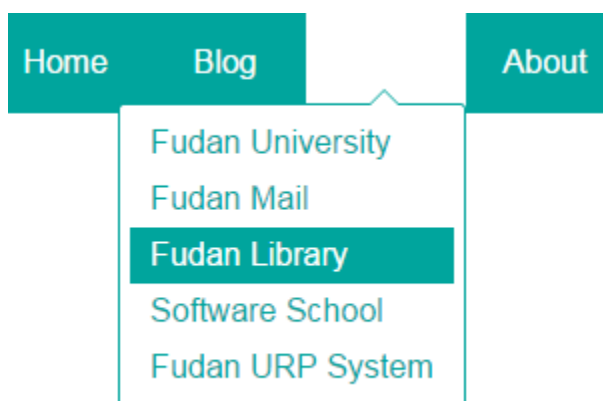 Home Blog About
Fudan University
Fudan Mail
Fudan Library
Software School
Fudan URP System